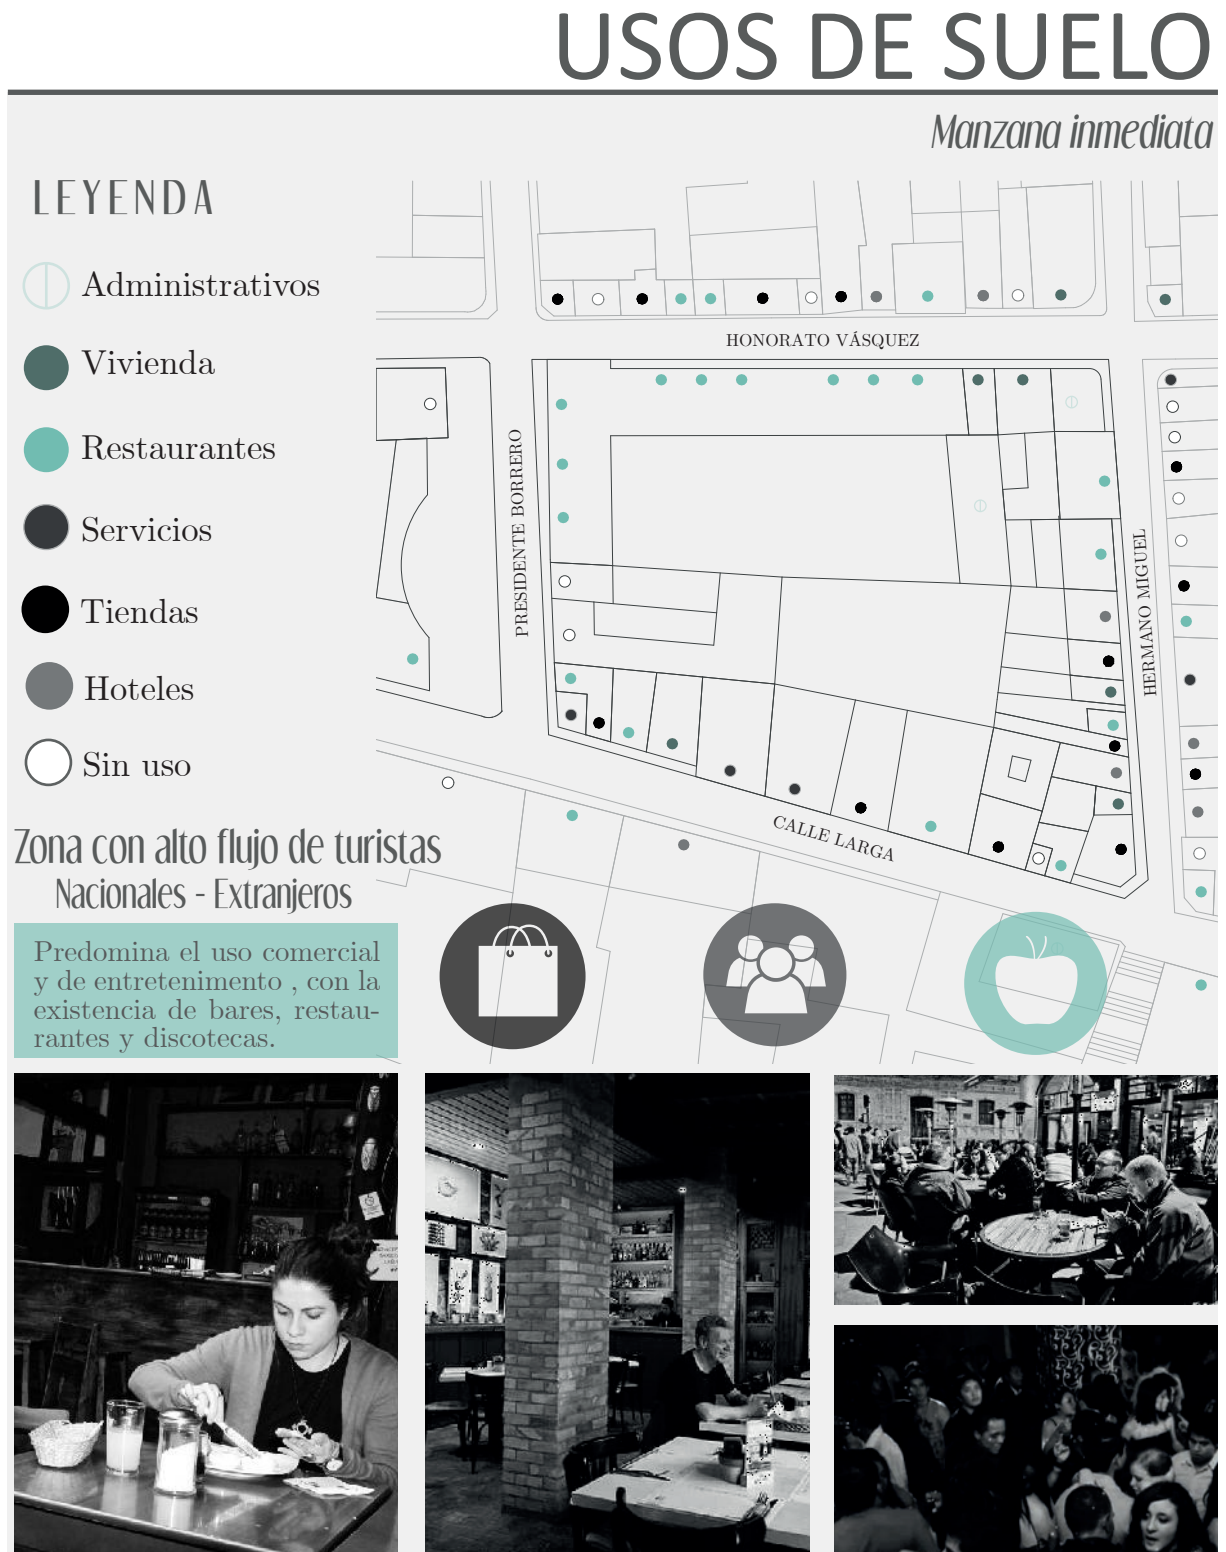 USOS DE SUELO
Manzana inmediata
LEYENDA
Administrativos
Vivienda
Restaurantes
Servicios
Tiendas
Hoteles
Sin uso
HONORATO VÁSQUEZ
PRESIDENTE BORRERO
HERMANO MIGUEL
CALLE LARGA
Zona con alto flujo de turistas
Nacionales - Extranjeros
Predomina el uso comercial
y de entretenimento , con la
existencia de bares, restau-
rantes y discotecas.